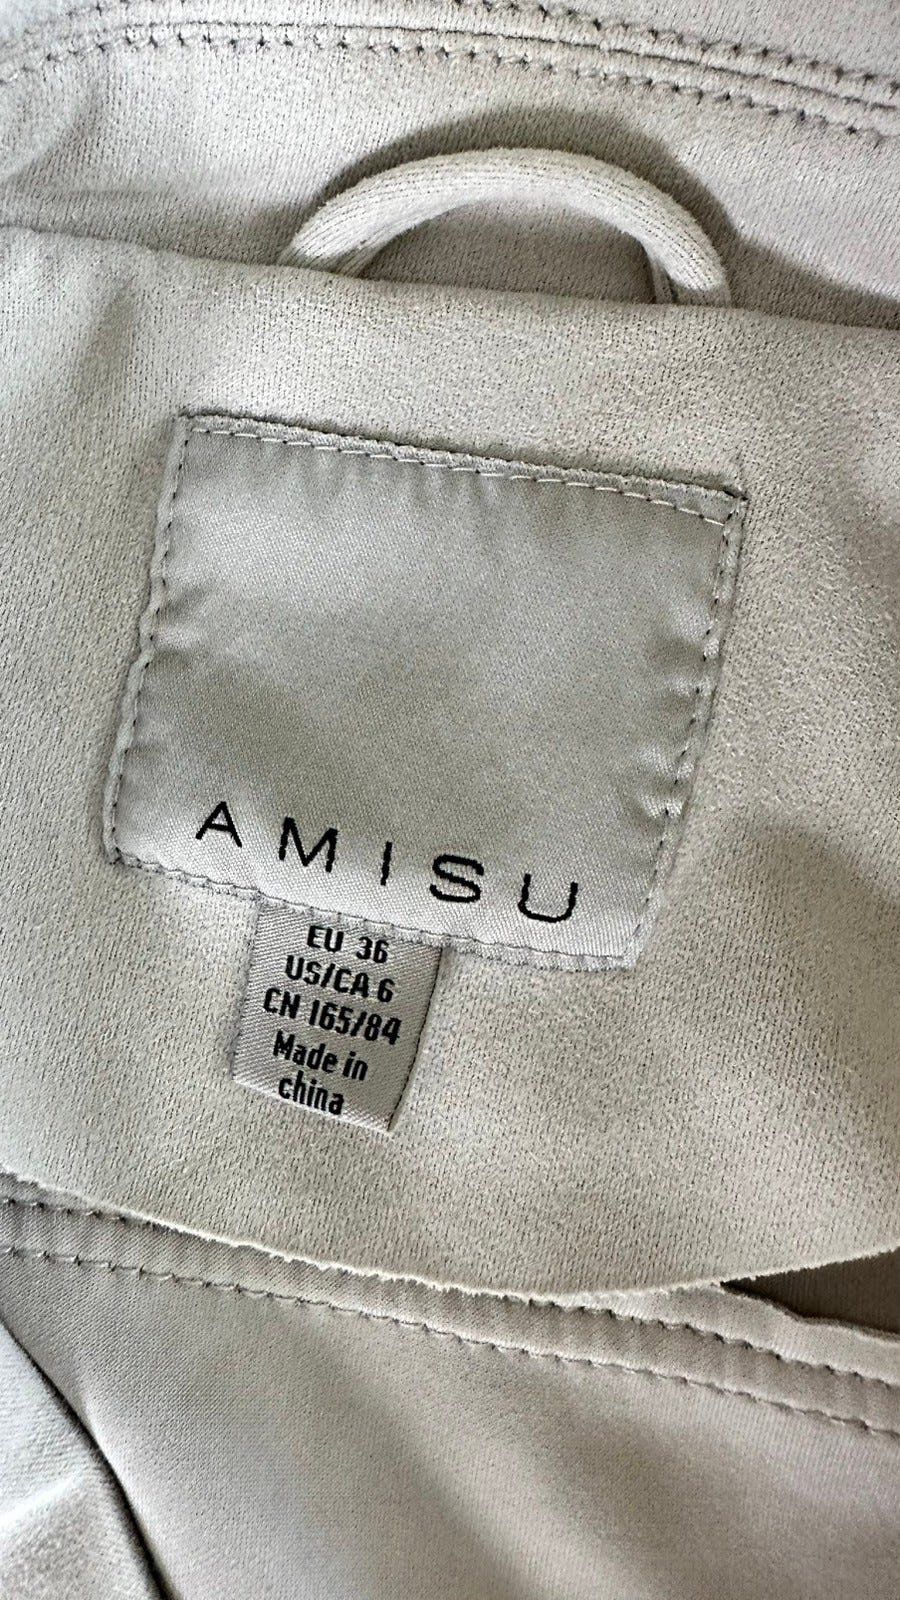 AMISU
EU 36
US/CA 6
CN 165/84
Made in
china